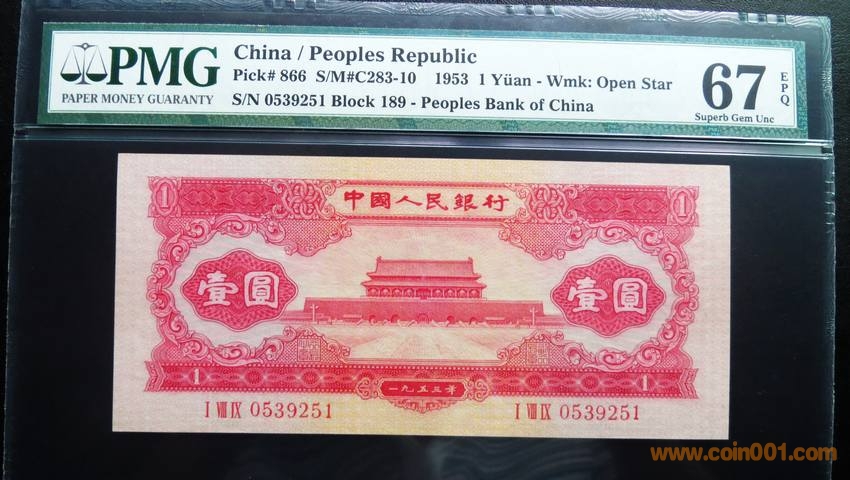 PMG
PAPER MONEY GUARANTY
China / Peoples Republic
Pick# 866 S/M#C283-10 1953 1 Yüan - Wmk: Open Star
S/N 0539251 Block 189 - Peoples Bank of China
67
EPQ
Superb Gem Unc
中國人民銀行
1
1
壹圓
壹圓
1
一九五三年
1
I VIII IX 0539251
I VIII IX 0539251
www.coin001.com